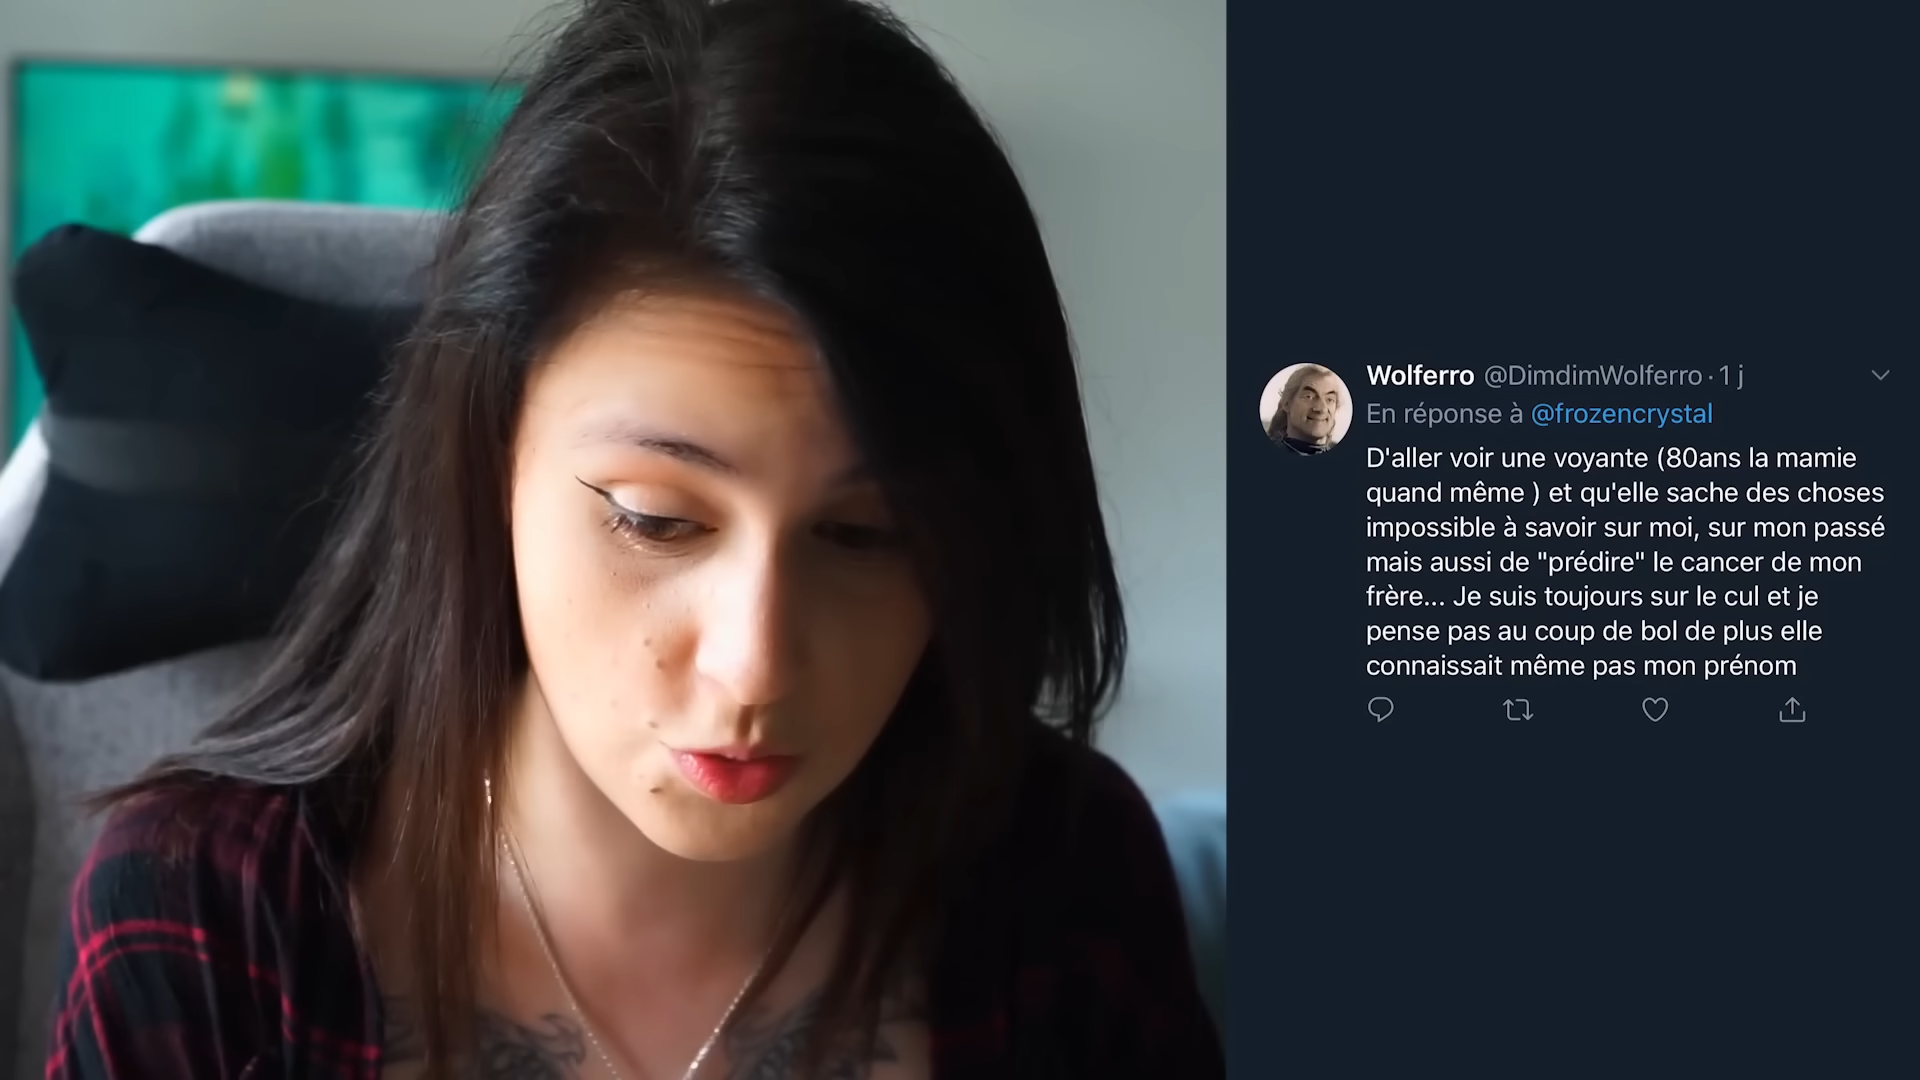 Wolferro @DimdimWolferro · 1 j
En réponse à @frozencrystal
D'aller voir une voyante (80ans la mamie
quand même ) et qu'elle sache des choses
impossible à savoir sur moi, sur mon passé
mais aussi de "prédire" le cancer de mon
frère... Je suis toujours sur le cul et je
pense pas au coup de bol de plus elle
connaissait même pas mon prénom